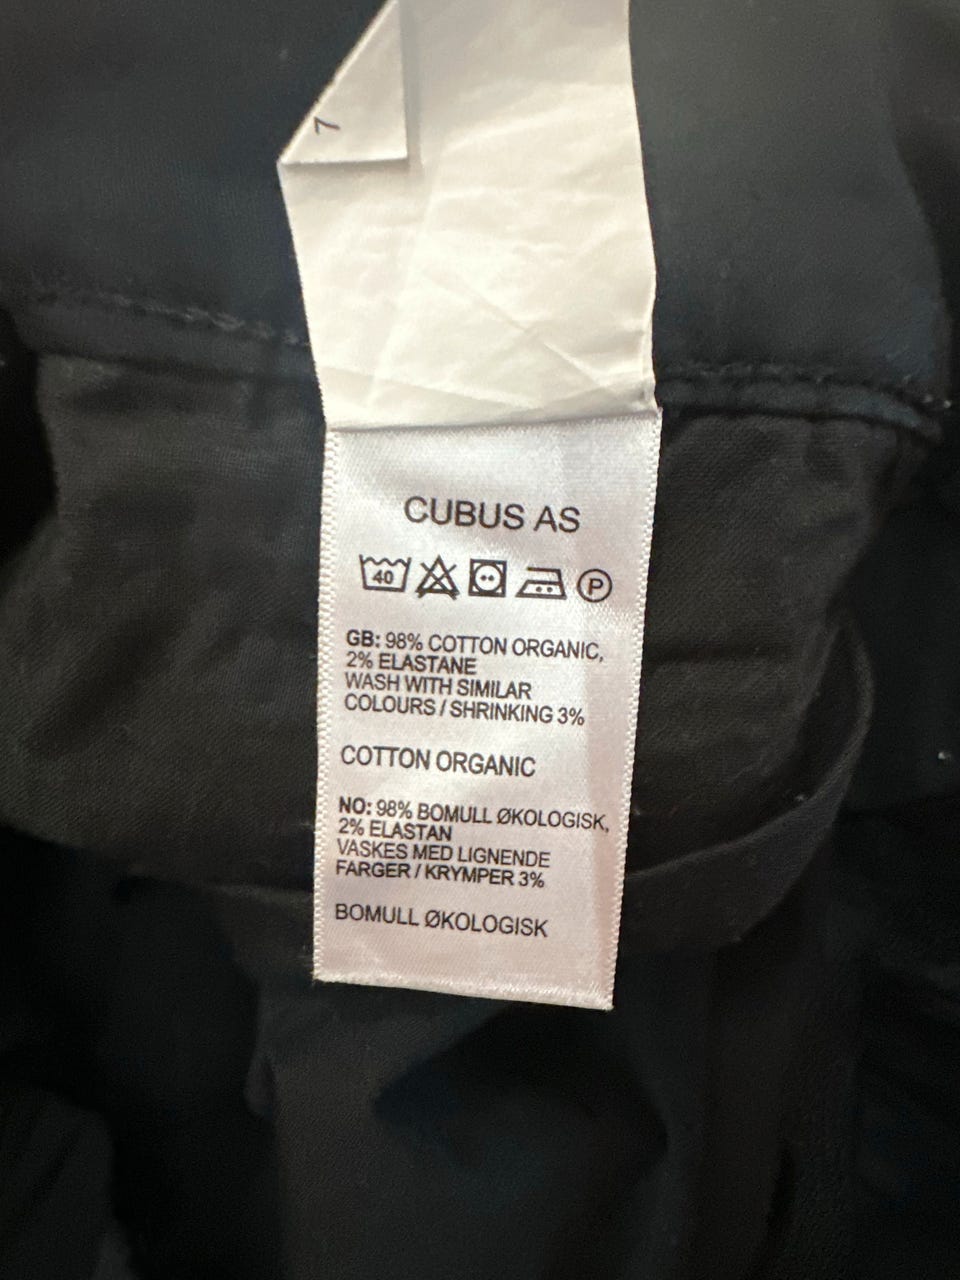 7
CUBUS AS
40 P
GB: 98% COTTON ORGANIC,
2% ELASTANE
WASH WITH SIMILAR
COLOURS / SHRINKING 3%
COTTON ORGANIC
NO: 98% BOMULL ØKOLOGISK,
2% ELASTAN
VASKES MED LIGNENDE
FARGER / KRYMPER 3%
BOMULL ØKOLOGISK